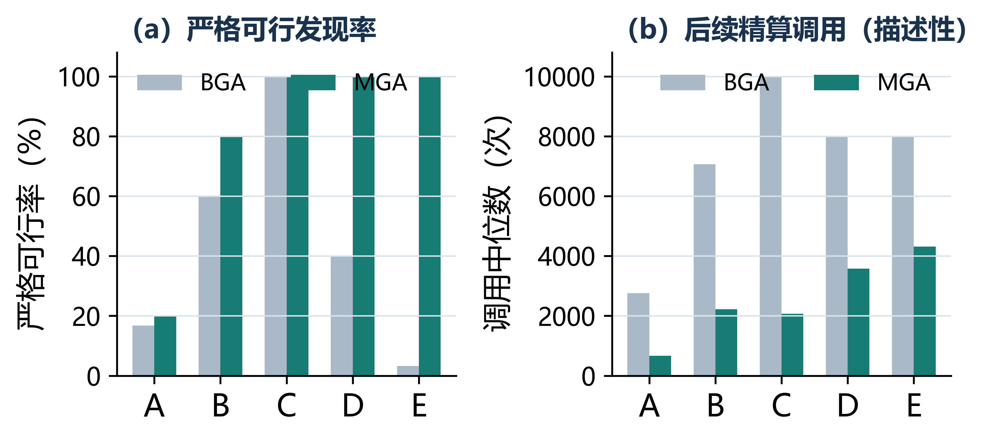 (a) 严格可行发现率
严格可行率 (%)
100
80
60
40
20
0
BGA MGA
A B C D E
(b) 后续精算调用 (描述性)
调用中位数 (次)
10000
8000
6000
4000
2000
0
BGA MGA
A B C D E